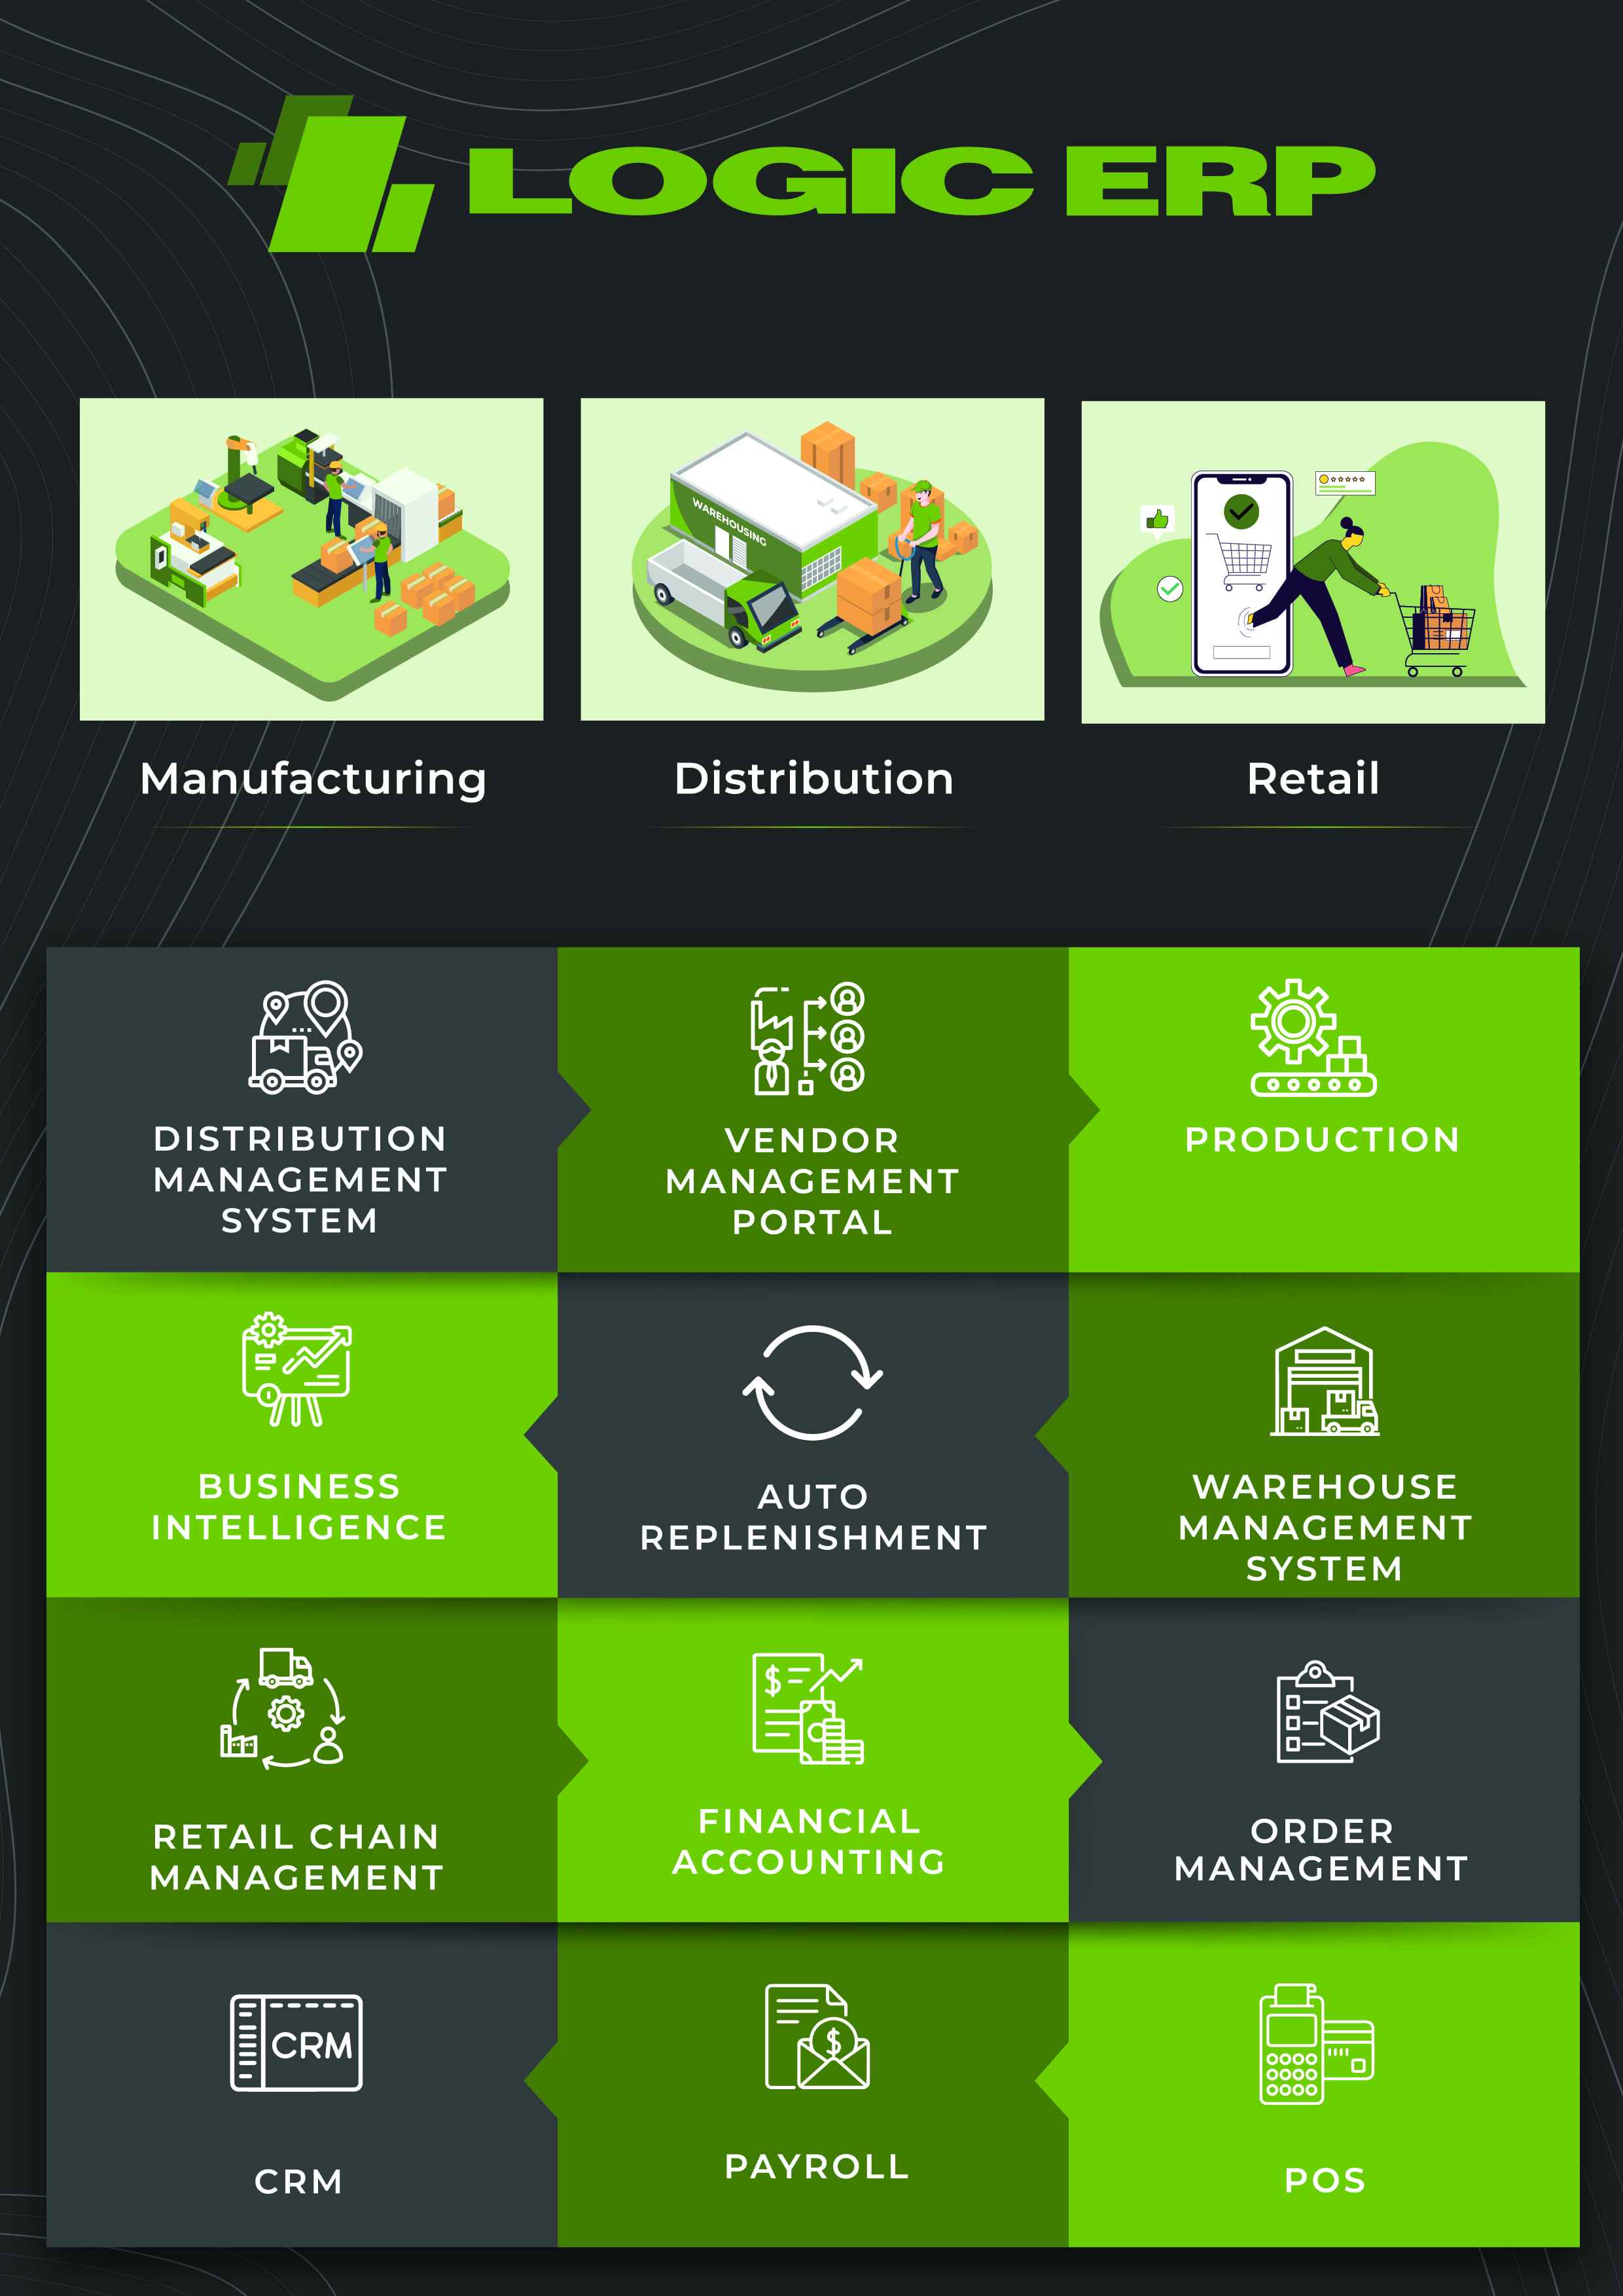 LOGIC ERP
WAREHOUSING
Manufacturing
Distribution
Retail
DISTRIBUTION
MANAGEMENT
SYSTEM
VENDOR
MANAGEMENT
PORTAL
PRODUCTION
BUSINESS
INTELLIGENCE
AUTO
REPLENISHMENT
WAREHOUSE
MANAGEMENT
SYSTEM
RETAIL CHAIN
MANAGEMENT
$
FINANCIAL
ACCOUNTING
ORDER
MANAGEMENT
CRM
CRM
$
PAYROLL
POS